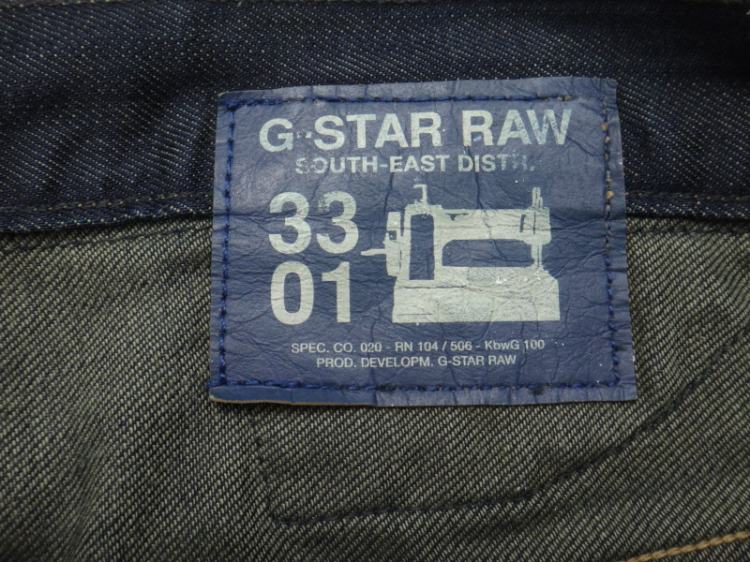 G-STAR RAW
SOUTH-EAST DISTR.
33
01
SPEC. CO. 020 - RN 104 / 506 - KbwG 100
PROD. DEVELOPM. G-STAR RAW